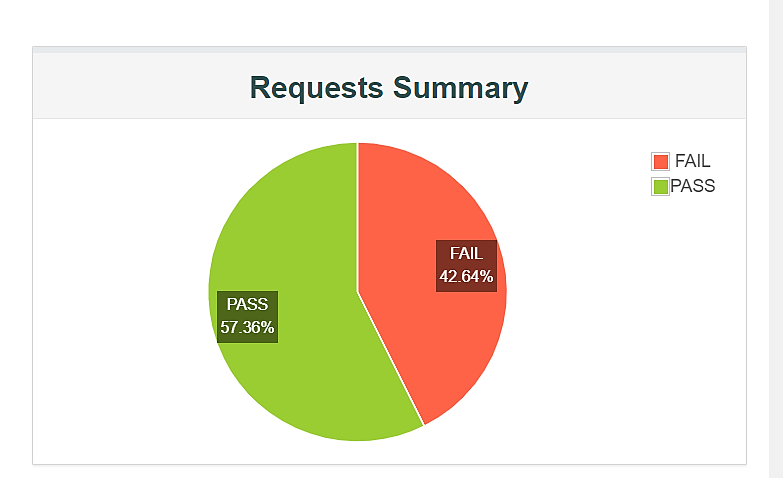 Requests Summary
FAIL
PASS
FAIL
42.64%
PASS
57.36%